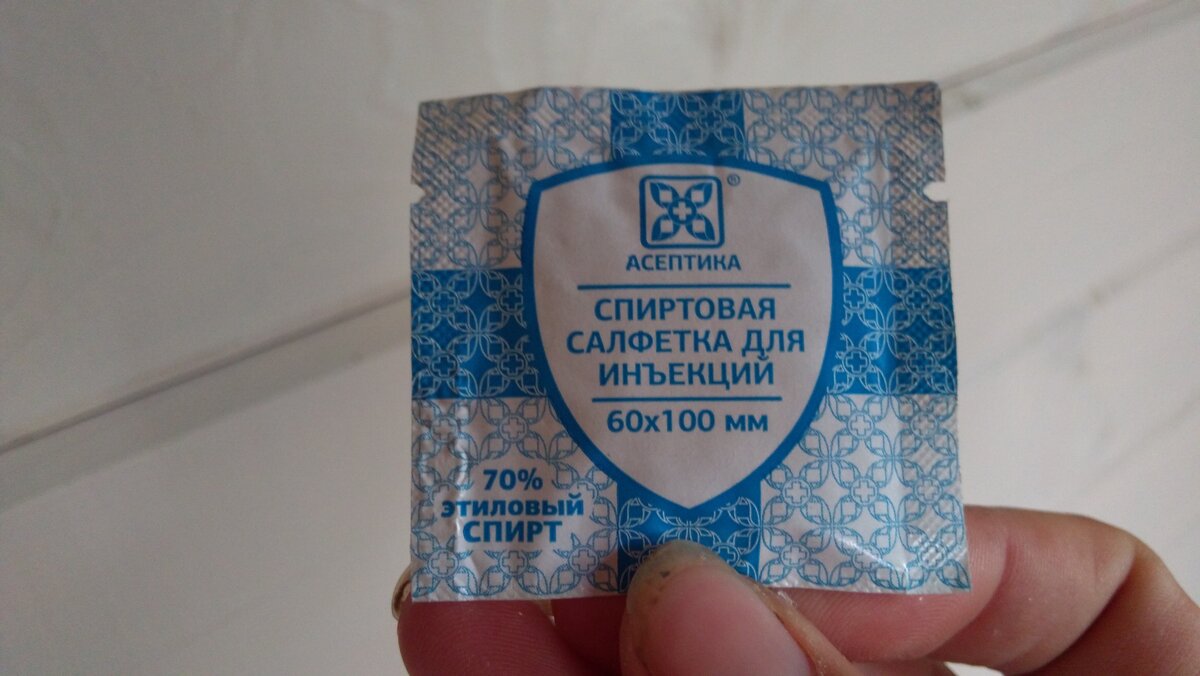 ®
АСЕПТИКА
СПИРТОВАЯ
САЛФЕТКА ДЛЯ
ИНЪЕКЦИЙ
60х100 мм
70%
этиловый
СПИРТ